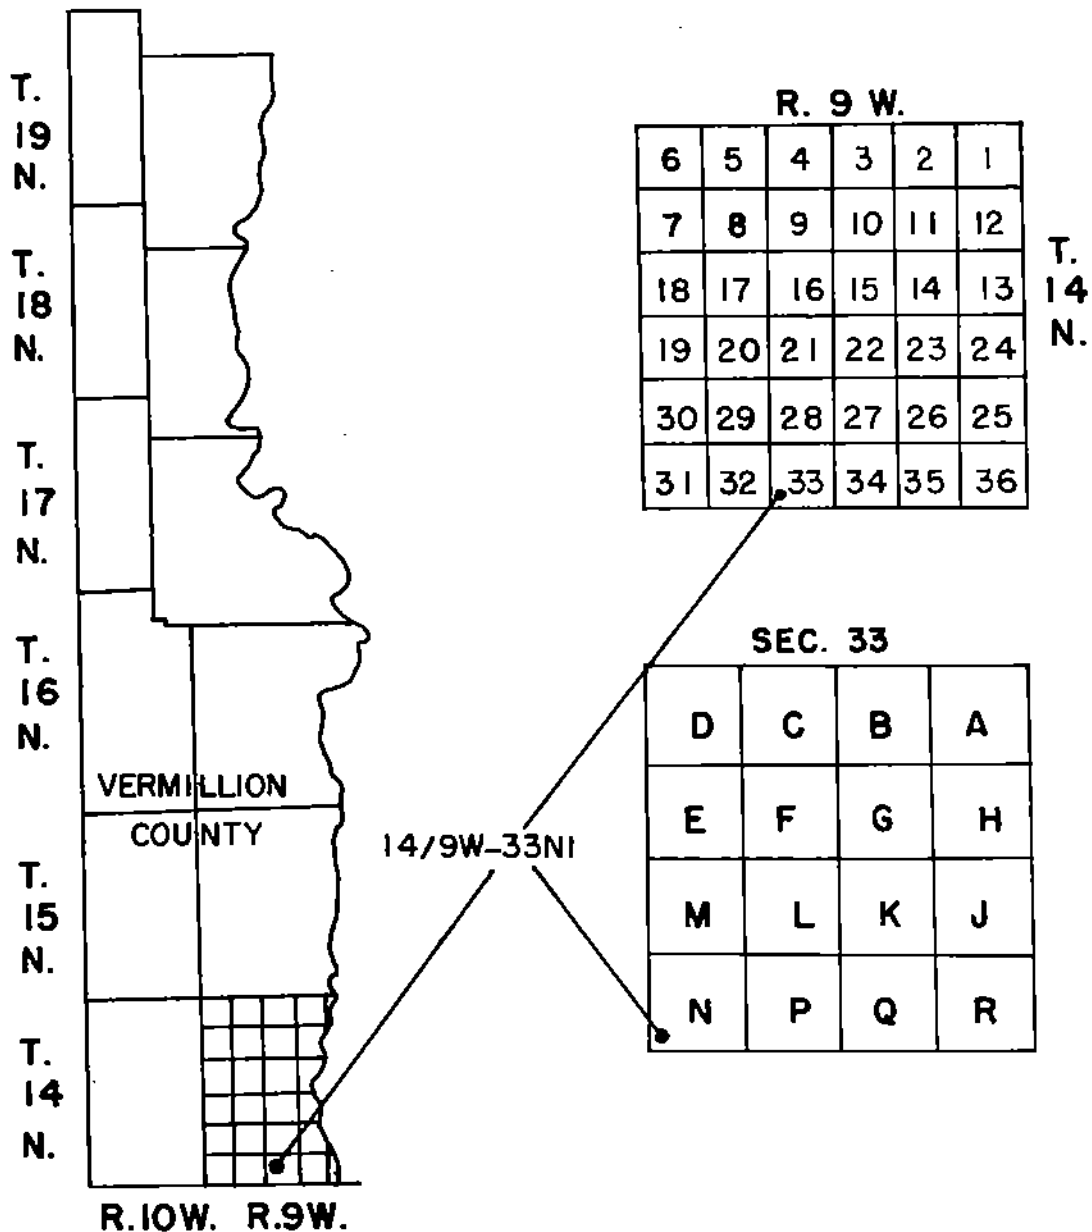 T.
19
N.
T.
18
N.
T.
17
N.
T.
16
N.
VERMILLION
COUNTY
T.
15
N.
T.
14
N.
R.10W. R.9W.
14/9W-33N1
R. 9 W.
6 5 4 3 2 1
7 8 9 10 11 12
18 17 16 15 14 13
19 20 21 22 23 24
30 29 28 27 26 25
31 32 33 34 35 36
T.
14
N.
SEC. 33
D C B A
E F G H
M L K J
N P Q R